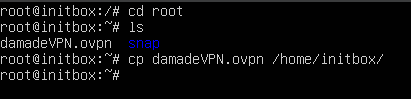 root@initbox:/# cd root
root@initbox:~# ls
damadeVPN.ovpn snap
root@initbox:~# cp damadeVPN.ovpn /home/initbox/
root@initbox:~#